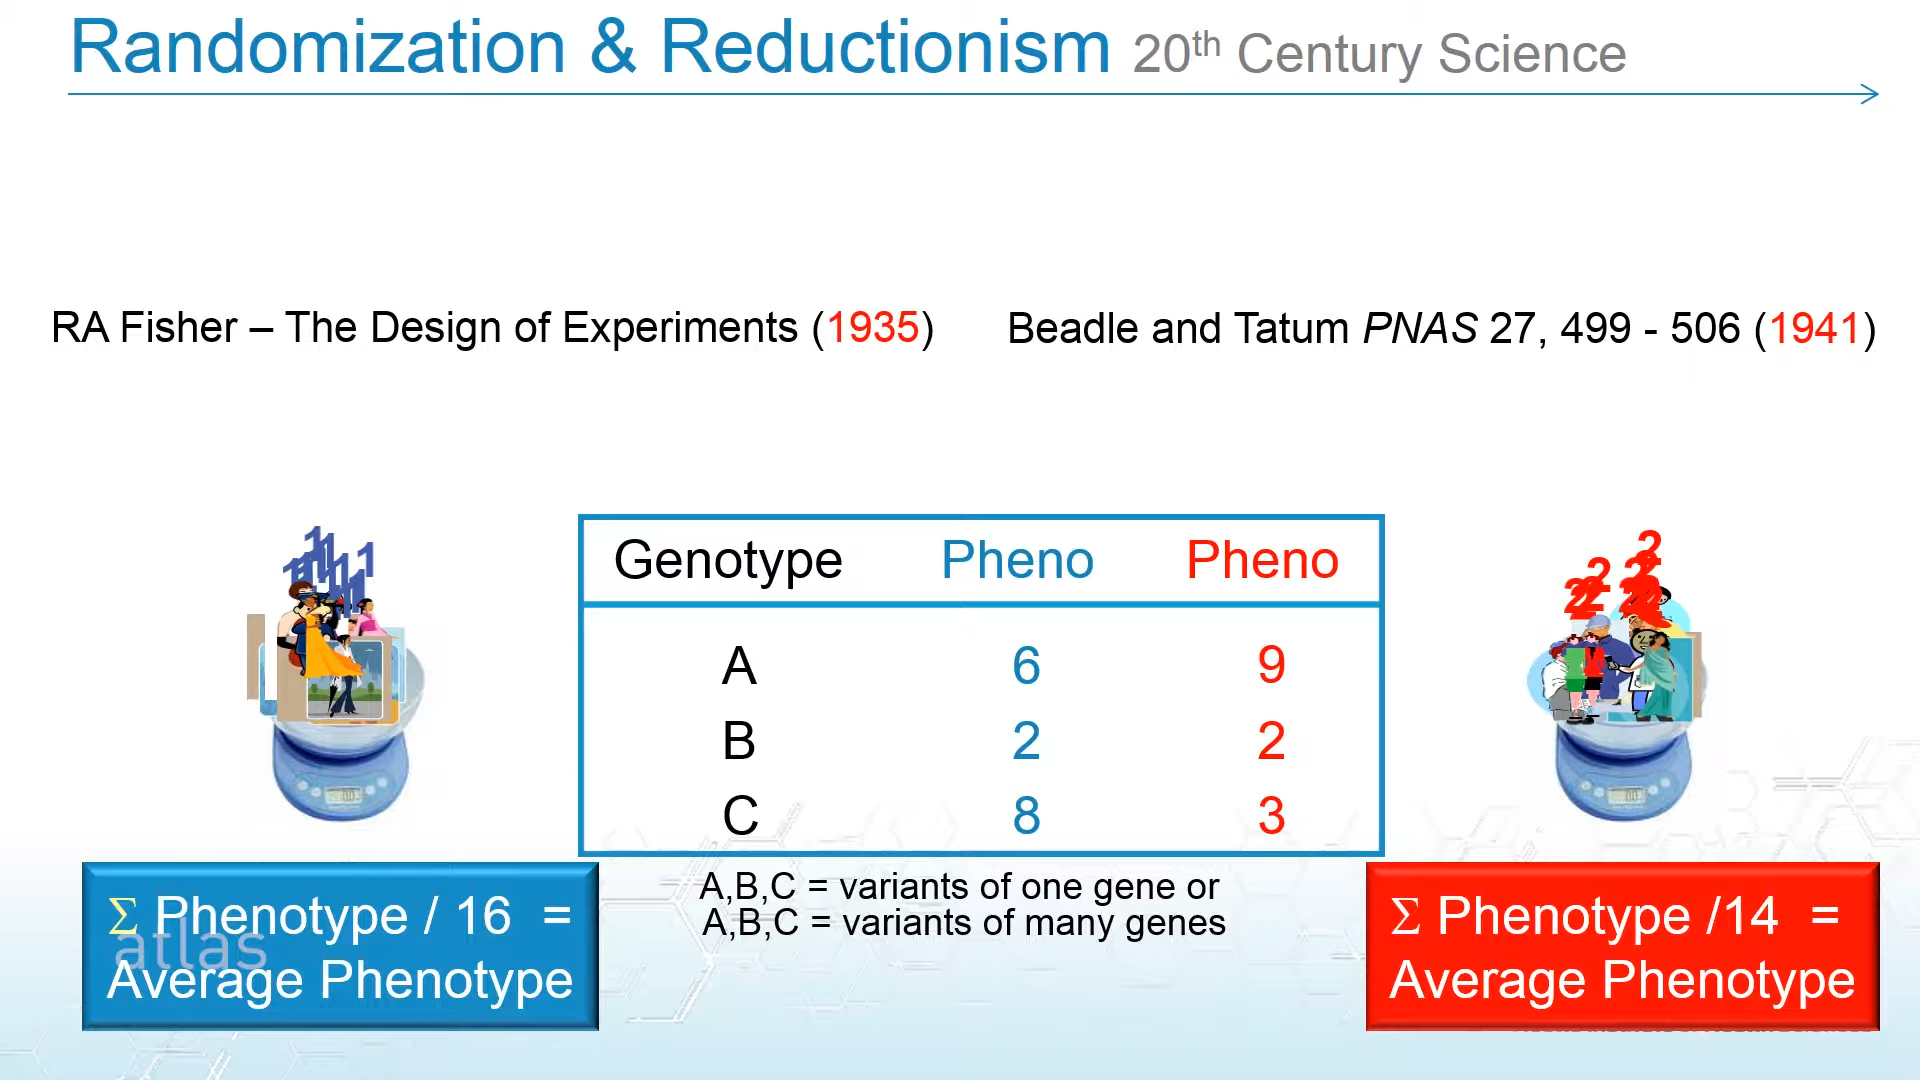 Randomization & Reductionism 20th Century Science
RA Fisher – The Design of Experiments (1935)
Beadle and Tatum PNAS 27, 499 - 506 (1941)
Genotype Pheno Pheno
A 6 9
B 2 2
C 8 3
A,B,C = variants of one gene or
A,B,C = variants of many genes
Σ Phenotype / 16 =
atlas
Average Phenotype
Σ Phenotype /14 =
Average Phenotype